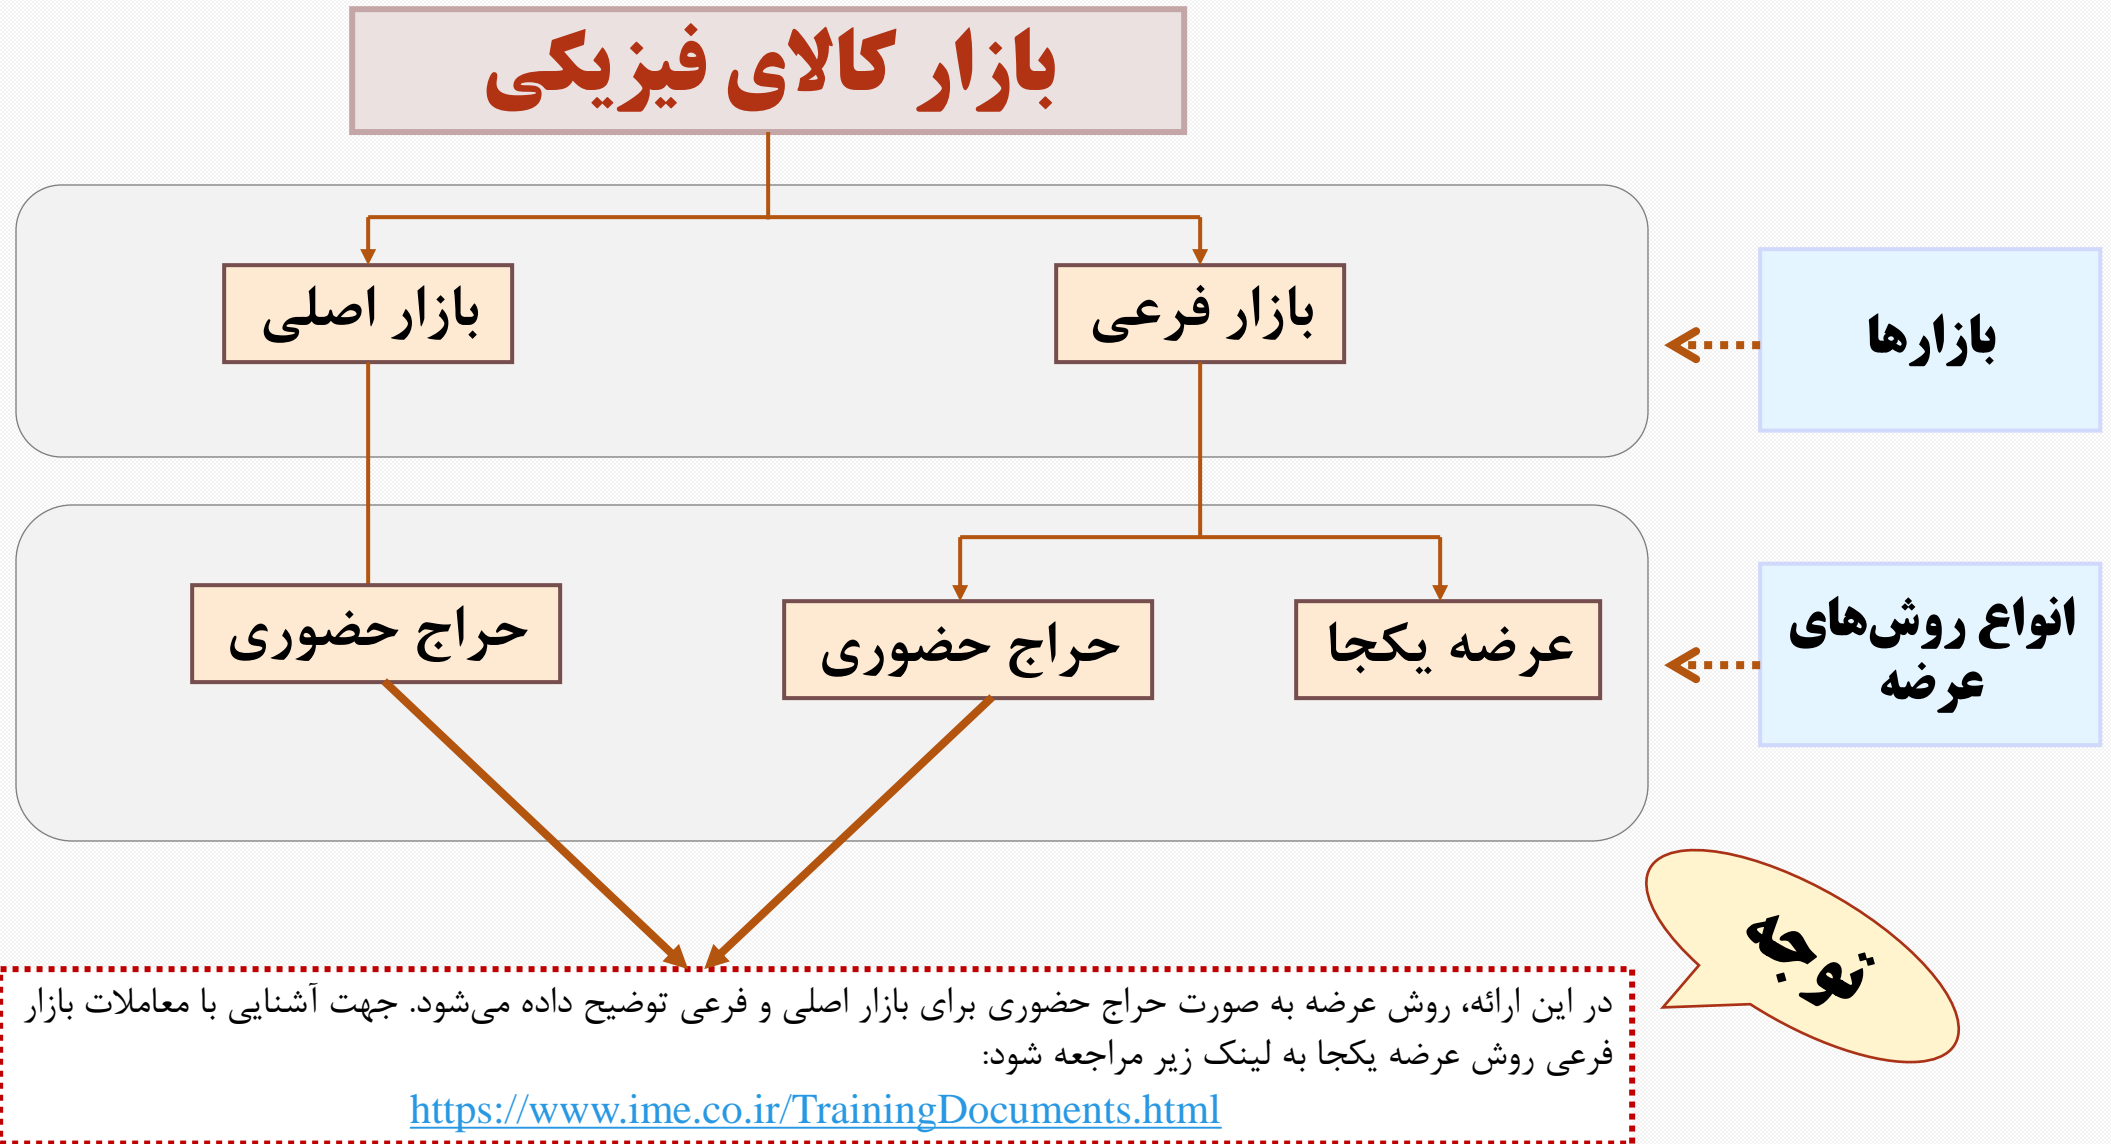 بازار کالای فیزیکی
بازارها
بازار فرعی
بازار اصلی
انواع روش‌های
عرضه
عرضه یکجا
حراج حضوری
حراج حضوری
توجه
در این ارائه، روش عرضه به صورت حراج حضوری برای بازار اصلی و فرعی توضیح داده می‌شود. جهت آشنایی با معاملات بازار
فرعی روش عرضه یکجا به لینک زیر مراجعه شود:
https://www.ime.co.ir/TrainingDocuments.html